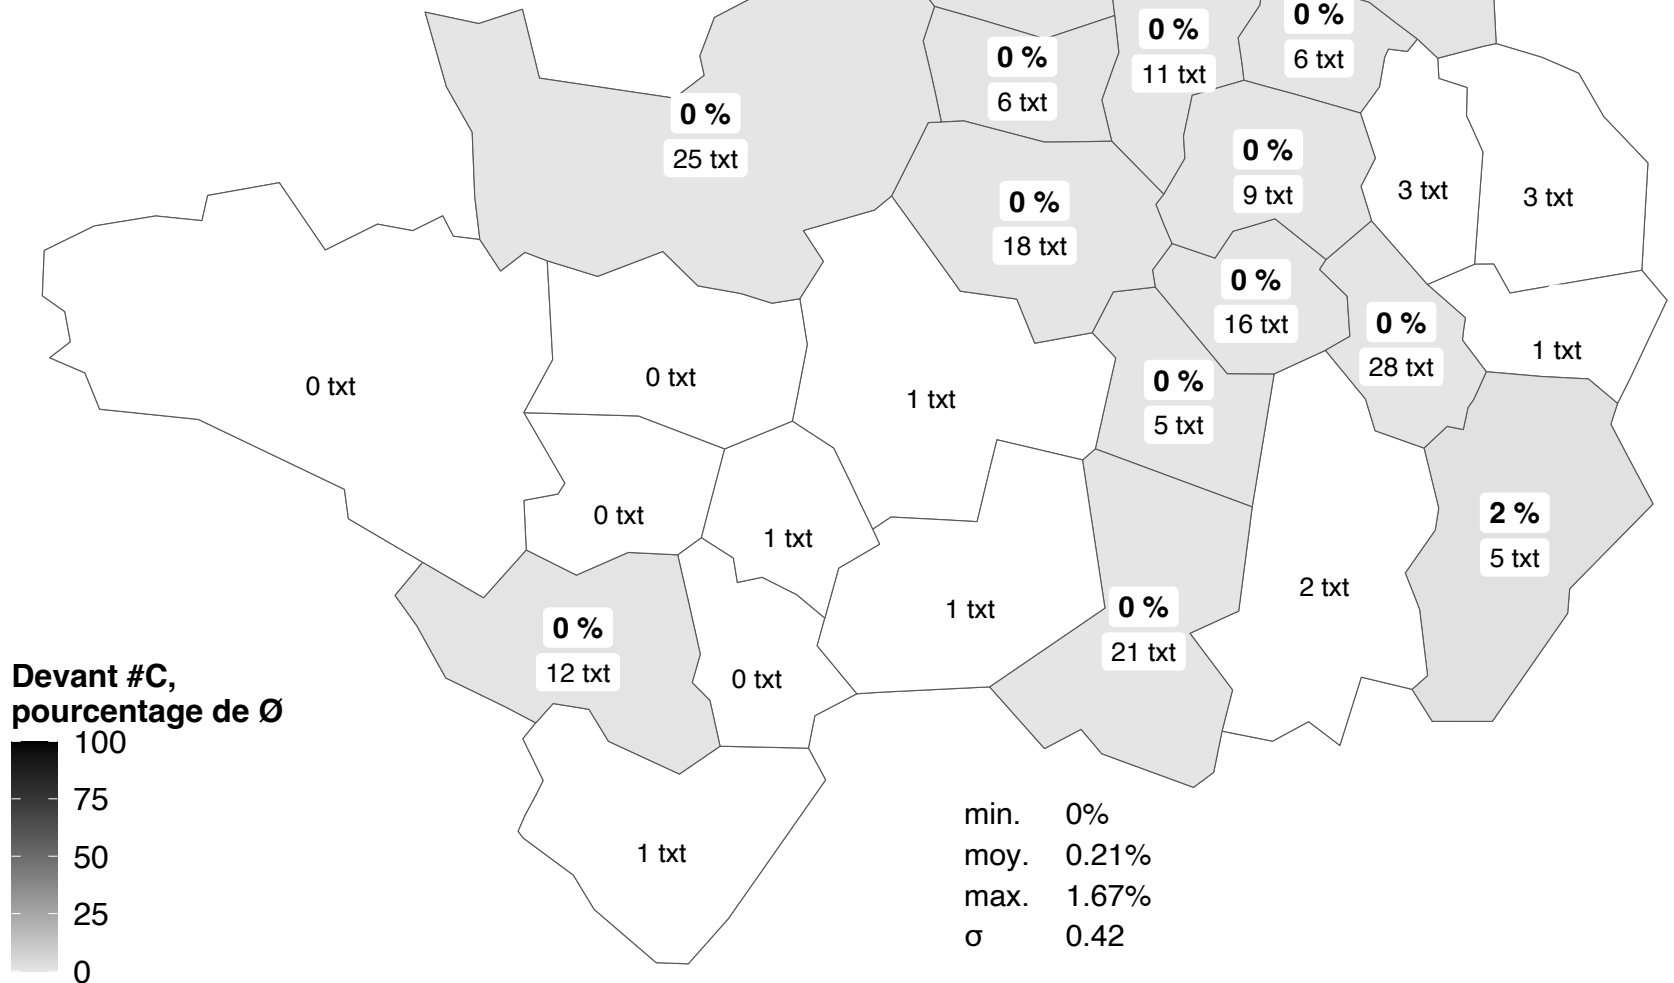 0 %
6 txt
0 %
11 txt
0 %
6 txt
0 %
25 txt
0 %
9 txt
3 txt
3 txt
0 %
18 txt
0 %
16 txt
0 %
28 txt
1 txt
0 txt
0 txt
1 txt
0 %
5 txt
0 txt
1 txt
2 %
5 txt
2 txt
1 txt
0 %
21 txt
0 %
12 txt
0 txt
1 txt
Devant #C,
pourcentage de Ø
100
75
50
25
0
min. 0%
moy. 0.21%
max. 1.67%
σ 0.42